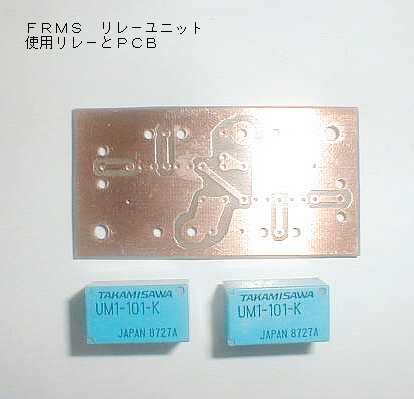 ＦＲＭＳ　リレーユニット
使用リレーとＰＣＢ
TAKAMISAWA
UM1-101-K
JAPAN 8727A
TAKAMISAWA
UM1-101-K
JAPAN 8727A